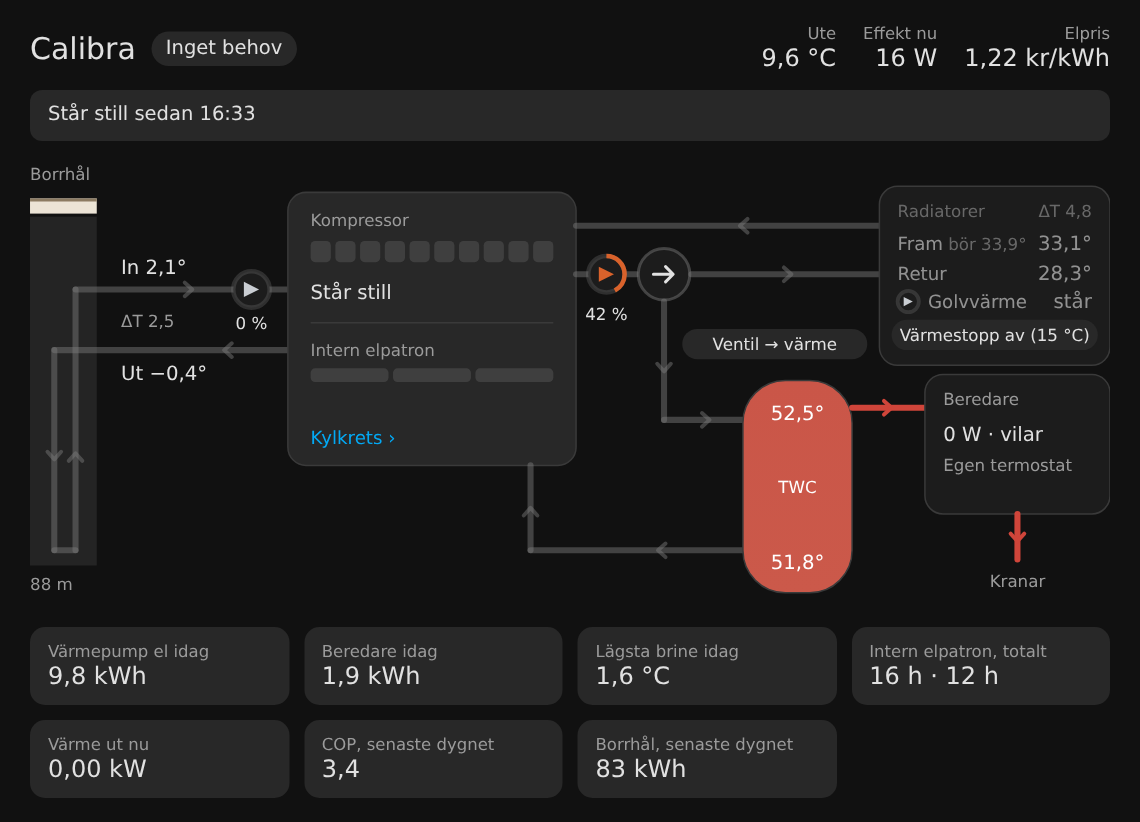 Calibra
Inget behov
Ute
9,6 °C
Effekt nu
16 W
Elpris
1,22 kr/kWh
Står still sedan 16:33
Borrhål
In 2,1°
ΔT 2,5
Ut −0,4°
0 %
88 m
Kompressor
Står still
Intern elpatron
Kylkrets ›
42 %
Ventil → värme
Radiatorer ΔT 4,8
Fram bör 33,9° 33,1°
Retur 28,3°
Golvvärme står
Värmestopp av (15 °C)
52,5°
TWC
51,8°
Beredare
0 W · vilar
Egen termostat
Kranar
Värmepump el idag
9,8 kWh
Beredare idag
1,9 kWh
Lägsta brine idag
1,6 °C
Intern elpatron, totalt
16 h · 12 h
Värme ut nu
0,00 kW
COP, senaste dygnet
3,4
Borrhål, senaste dygnet
83 kWh